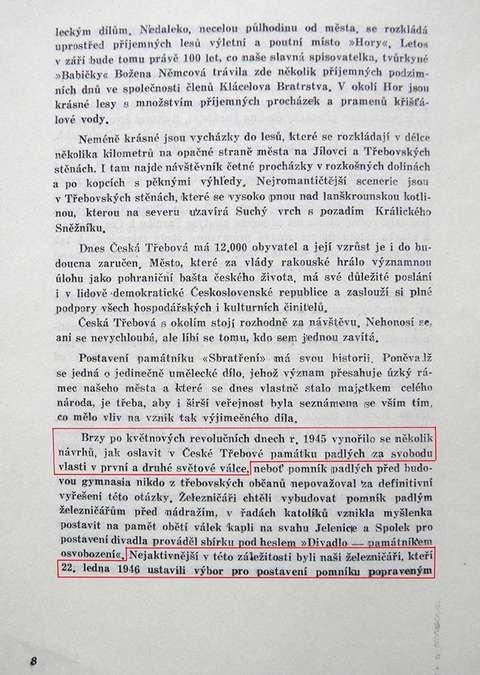 leckým dílům. Nedaleko, necelou půlhodinu od města, se rozkládá
uprostřed příjemných lesů výletní a poutní místo »Hory«. Letos
v září bude tomu právě 100 let, co naše slavná spisovatelka, tvůrkyně
»Babičky« Božena Němcová trávila zde několik příjemných podzim-
ních dnů ve společnosti členů Klácelova Bratrstva. V okolí Hor jsou
krásné lesy s množstvím příjemných procházek a pramenů křišťá-
lové vody.
Neméně krásné jsou vycházky do lesů, které se rozkládají v délce
několika kilometrů na opačné straně města na Jílovci a Třebovských
stěnách. I tam najde návštěvník četné procházky v rozkošných dolinách
a po kopcích s pěknými výhledy. Nejromantičtější scenerie jsou
v Třebovských stěnách, které se vysoko pnou nad lanškrounskou kotli-
nou, kterou na severu uzavírá Suchý vrch s pozadím Králického
Sněžníku.
Dnes Česká Třebová má 12,000 obyvatel a její vzrůst je i do bu-
doucna zaručen. Město, které za vlády rakouské hrálo významnou
úlohu jako pohraniční bašta českého života, má své důležité poslání
i v lidově demokratické Československé republice a zaslouží si plné
podpory všech hospodářských i kulturních činitelů.
Česká Třebová s okolím stojí rozhodně za návštěvu. Nehonosí se,
ani se nevychloubá, ale líbí se tomu, kdo sem jednou zavítá.
Postavení památníku «Sbratření» má svou historii. Poněvadž
se jedná o jedinečně umělecké dílo, jehož význam přesahuje úzký rá-
mec našeho města a které se dnes vlastně stalo majetkem celého
národa, je třeba, aby i širší veřejnost byla seznámena se vším tím,
co mělo vliv na vznik tak výjimečného díla.
Brzy po květnových revolučních dnech r. 1945 vynořilo se několik
návrhů, jak oslavit v České Třebové památku padlých za svobodu
vlasti v první a druhé světové válce, neboť pomník padlých před budo-
vou gymnasia nikdo z třebovských občanů nepovažoval za definitivní
vyřešení této otázky. Železničáři chtěli vybudovat pomník padlým
železničářům před nádražím, v řadách katolíků vznikla myšlenka
postavit na paměť obětí válek kapli na svahu Jelenice a Spolek pro
postavení divadla prováděl sbírku pod heslem »Divadlo — památníkem
osvobození«. Nejaktivnější v této záležitosti byli naši železničáři, kteří
22. ledna 1946 ustavili výbor pro postavení pomníku popraveným
8